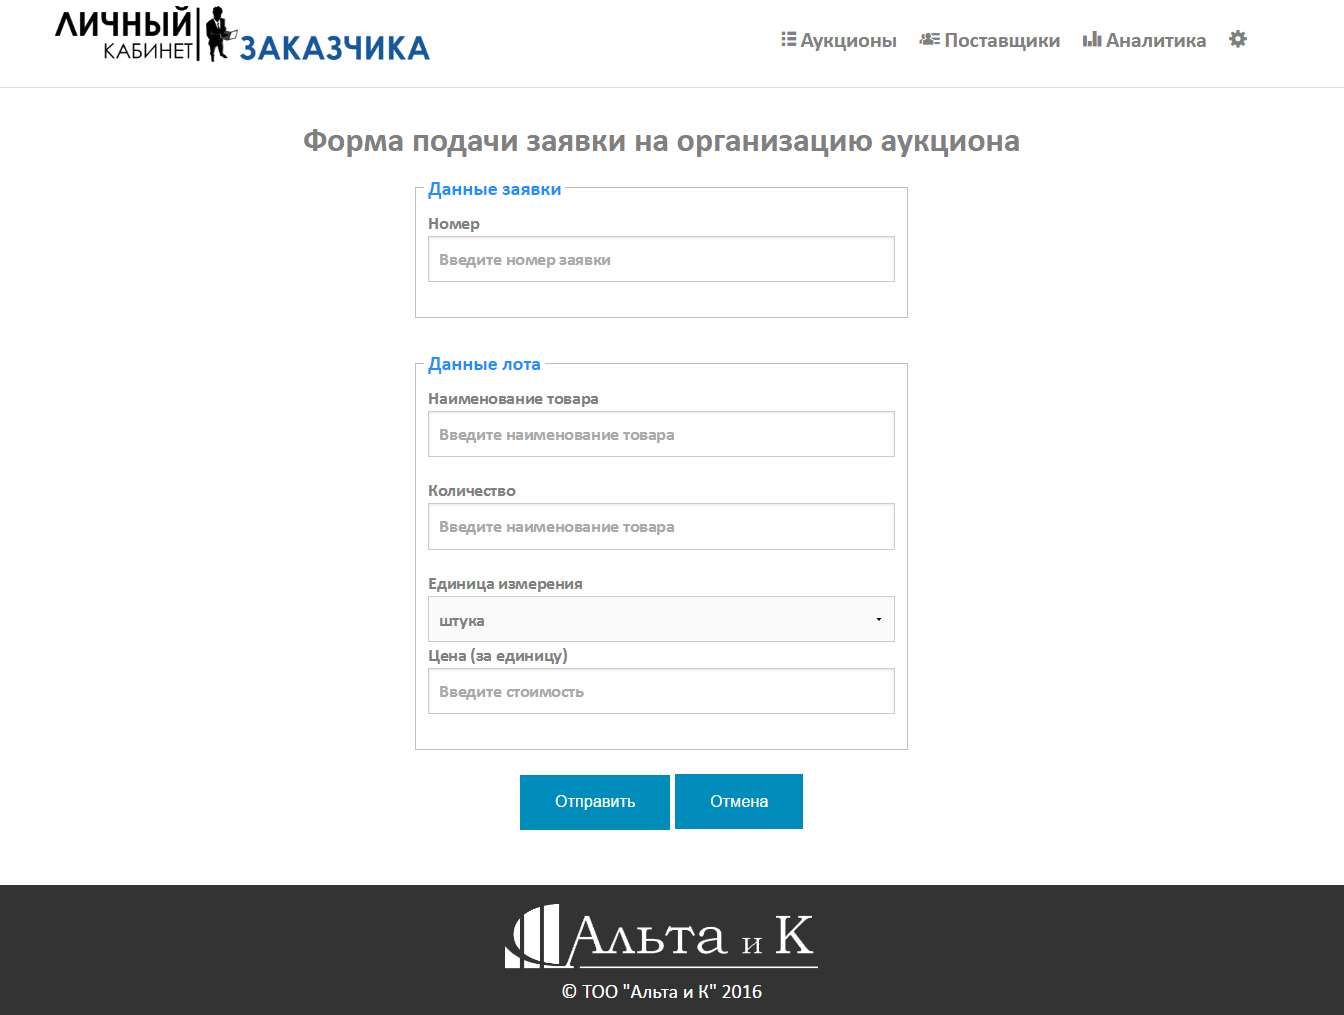 ЛИЧНЫЙ
КАБИНЕТ
ЗАКАЗЧИКА
Аукционы
Поставщики
Аналитика
Форма подачи заявки на организацию аукциона
Данные заявки
Номер
Введите номер заявки
Данные лота
Наименование товара
Введите наименование товара
Количество
Введите наименование товара
Единица измерения
штука
Цена (за единицу)
Введите стоимость
Отправить
Отмена
Альта и К
© ТОО "Альта и К" 2016